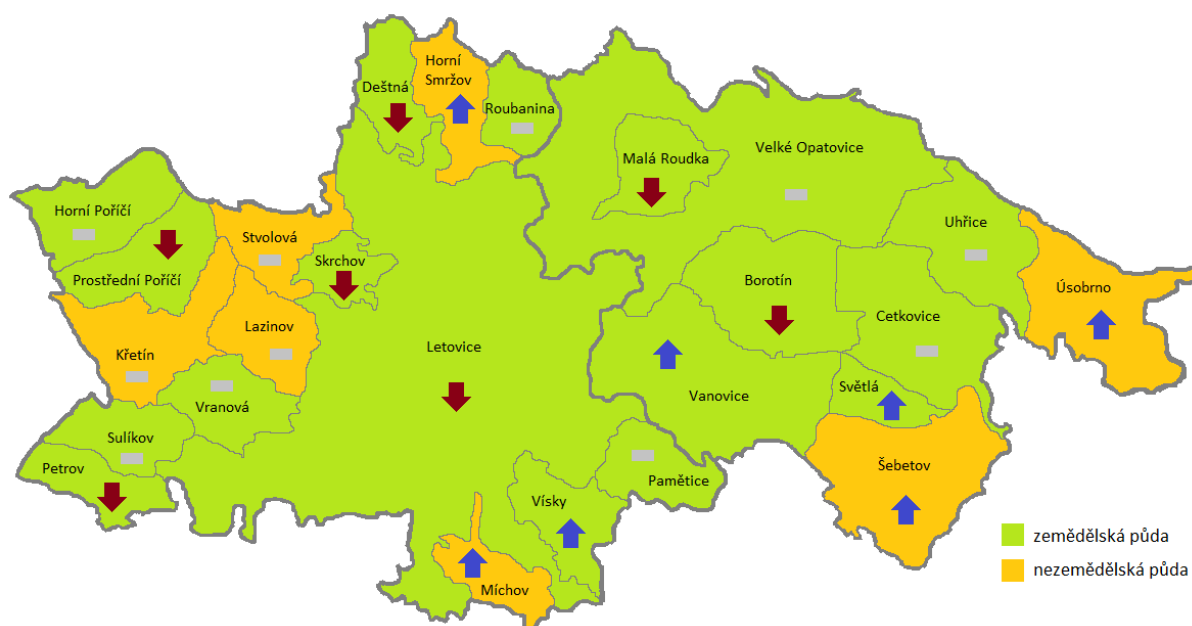 Horní
Smržov
Deštná
Roubanina
Velké Opatovice
Malá Roudka
Horní Poříčí
Uhřice
Stvolová
Skrchov
Prostřední Poříčí
Borotín
Úsobrno
Cetkovice
Lazinov
Letovice
Křetín
Světlá
Vanovice
Vranová
Sulíkov
Šebetov
Petrov
Pamětice
Vísky
zemědělská půda
nezemědělská půda
Míchov